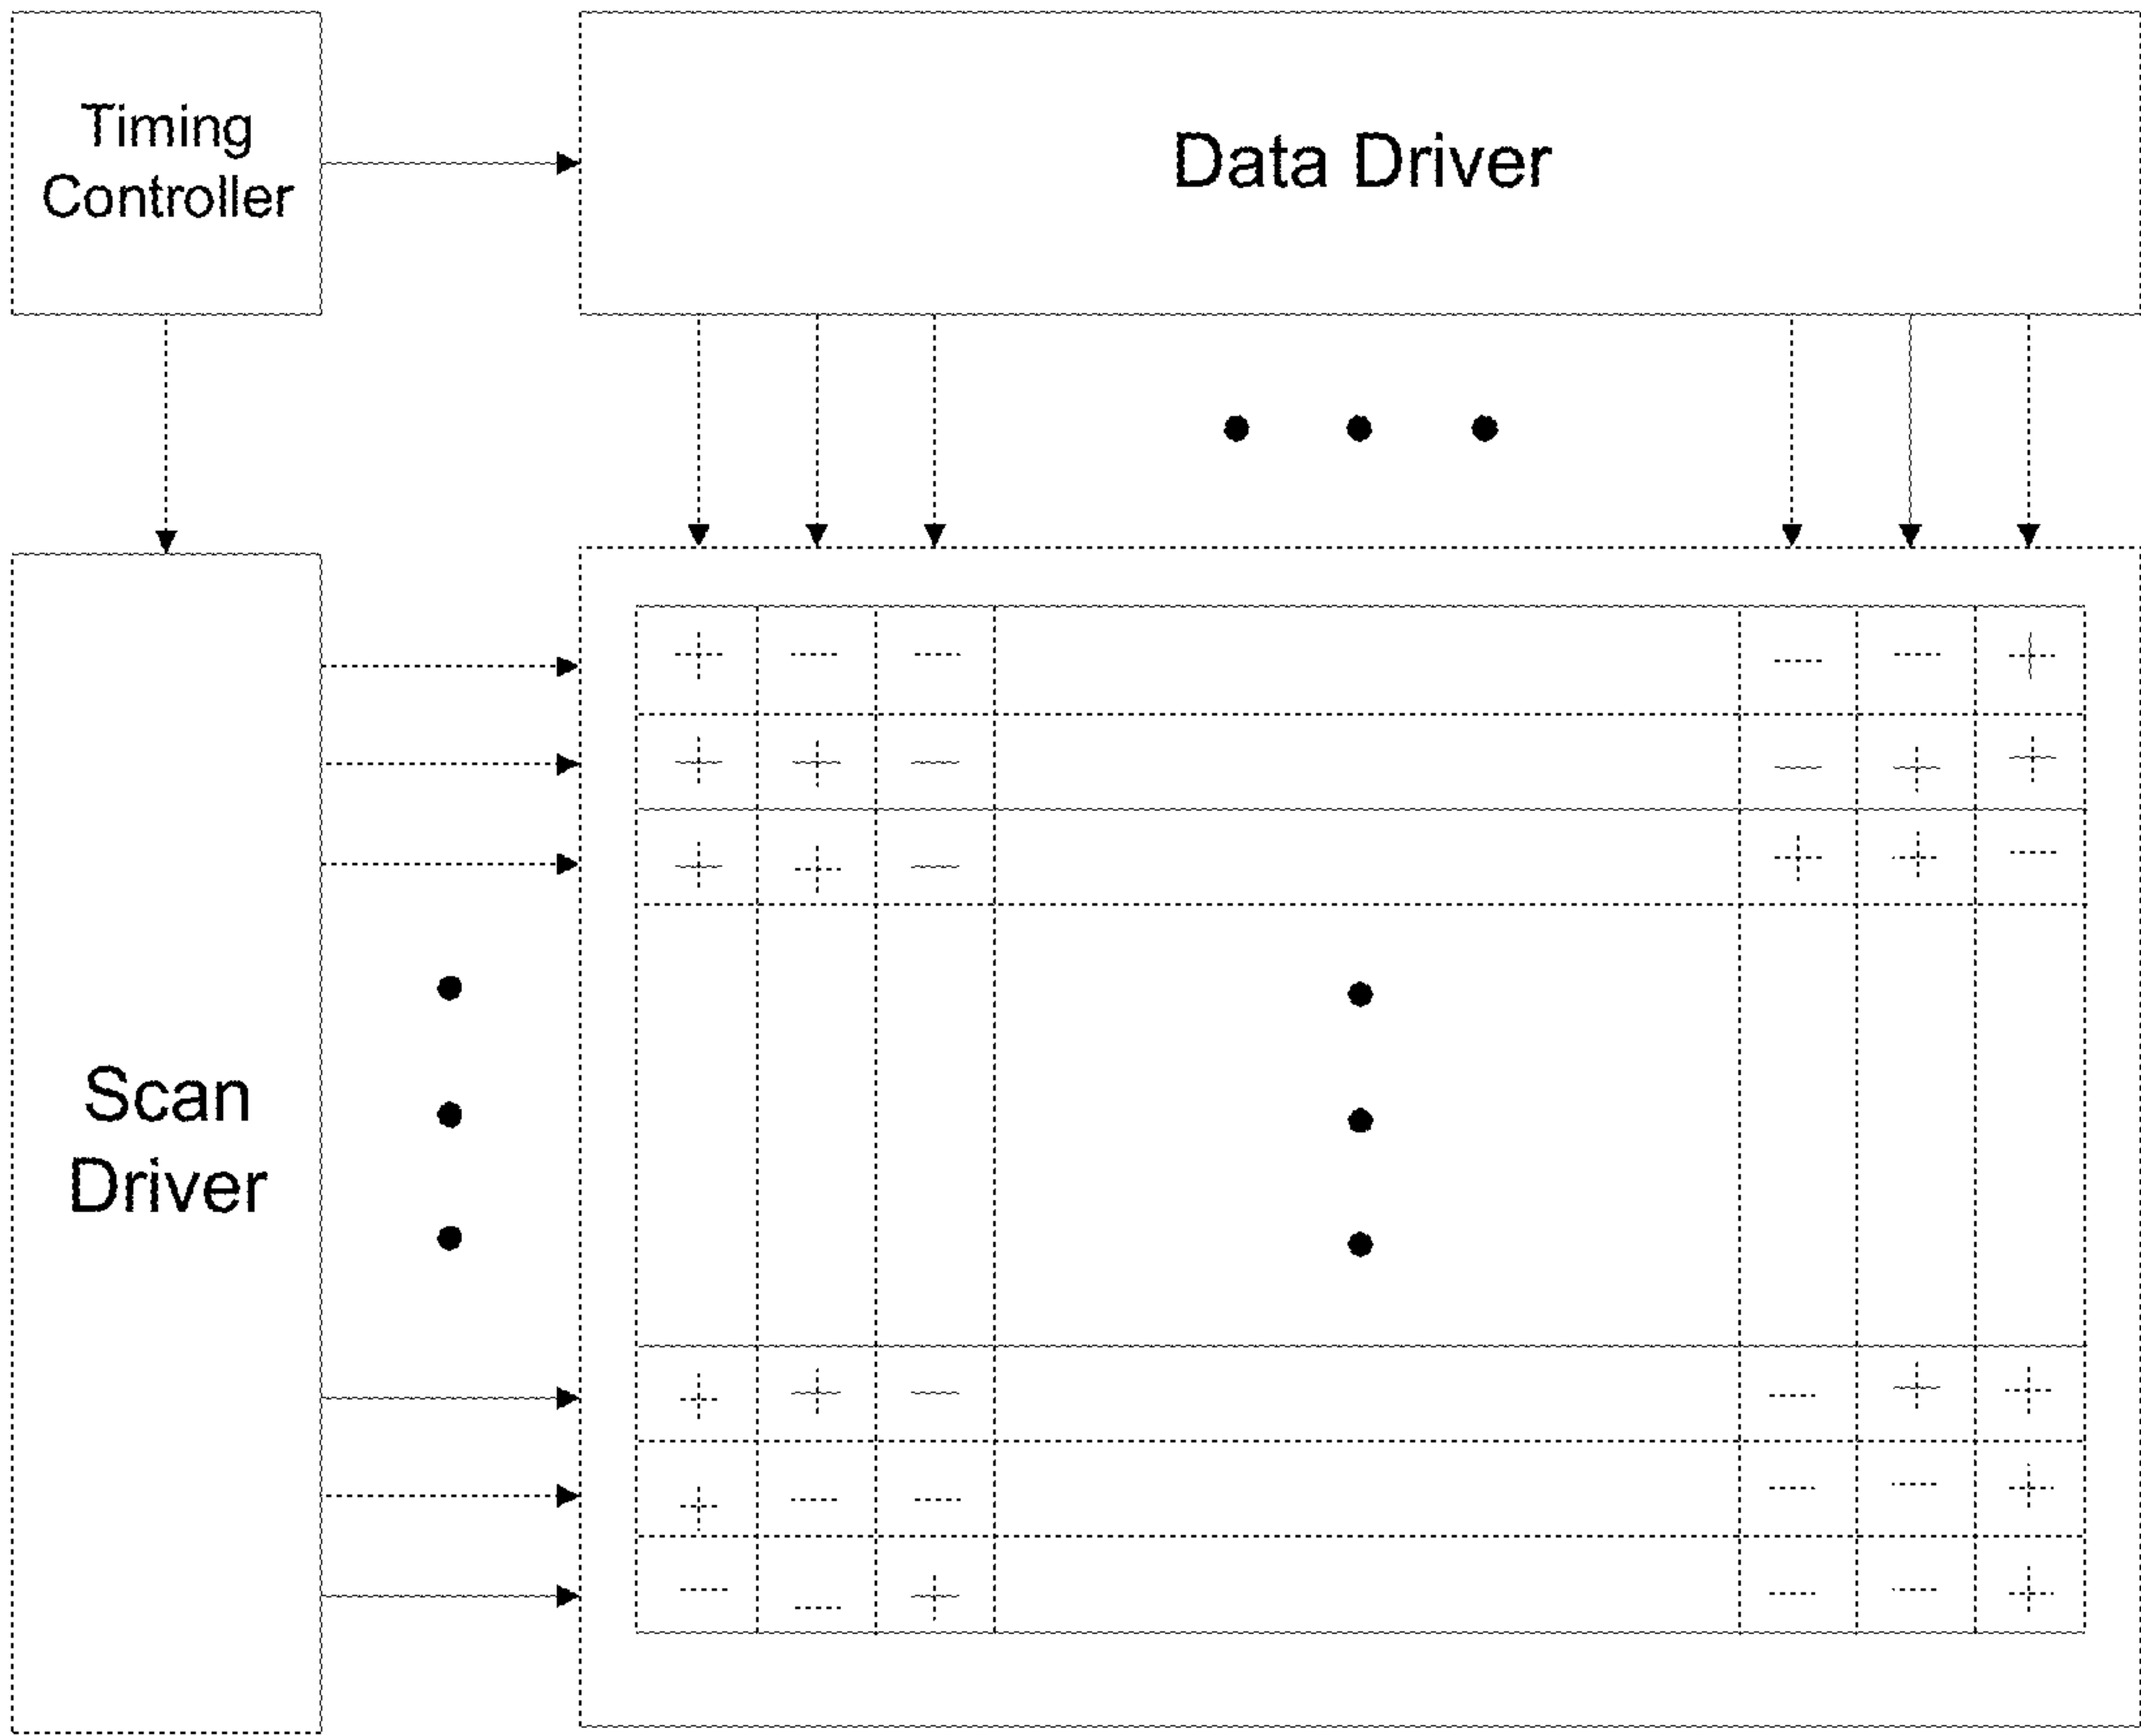 Timing
Controller
Data Driver
+ — — — — +
+ + — — + +
+ + — + + —
Scan
Driver
+ + — — + +
+ — — — — +
— — + — — +